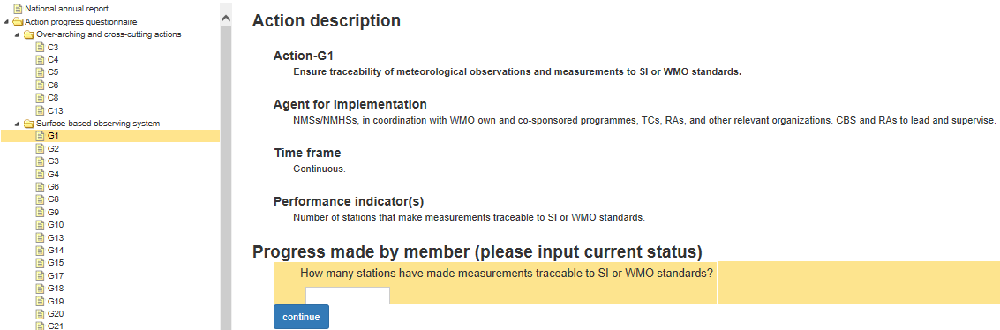 National annual report
Action progress questionnaire
Over-arching and cross-cutting actions
C3
C4
C5
C6
C8
C13
Surface-based observing system
G1
G2
G3
G4
G6
G8
G9
G10
G13
G14
G15
G17
G18
G19
G20
G21
Action description
Action-G1
Ensure traceability of meteorological observations and measurements to SI or WMO standards.
Agent for implementation
NMSs/NMHSs, in coordination with WMO own and co-sponsored programmes, TCs, RAs, and other relevant organizations. CBS and RAs to lead and supervise.
Time frame
Continuous.
Performance indicator(s)
Number of stations that make measurements traceable to SI or WMO standards.
Progress made by member (please input current status)
How many stations have made measurements traceable to SI or WMO standards?
continue